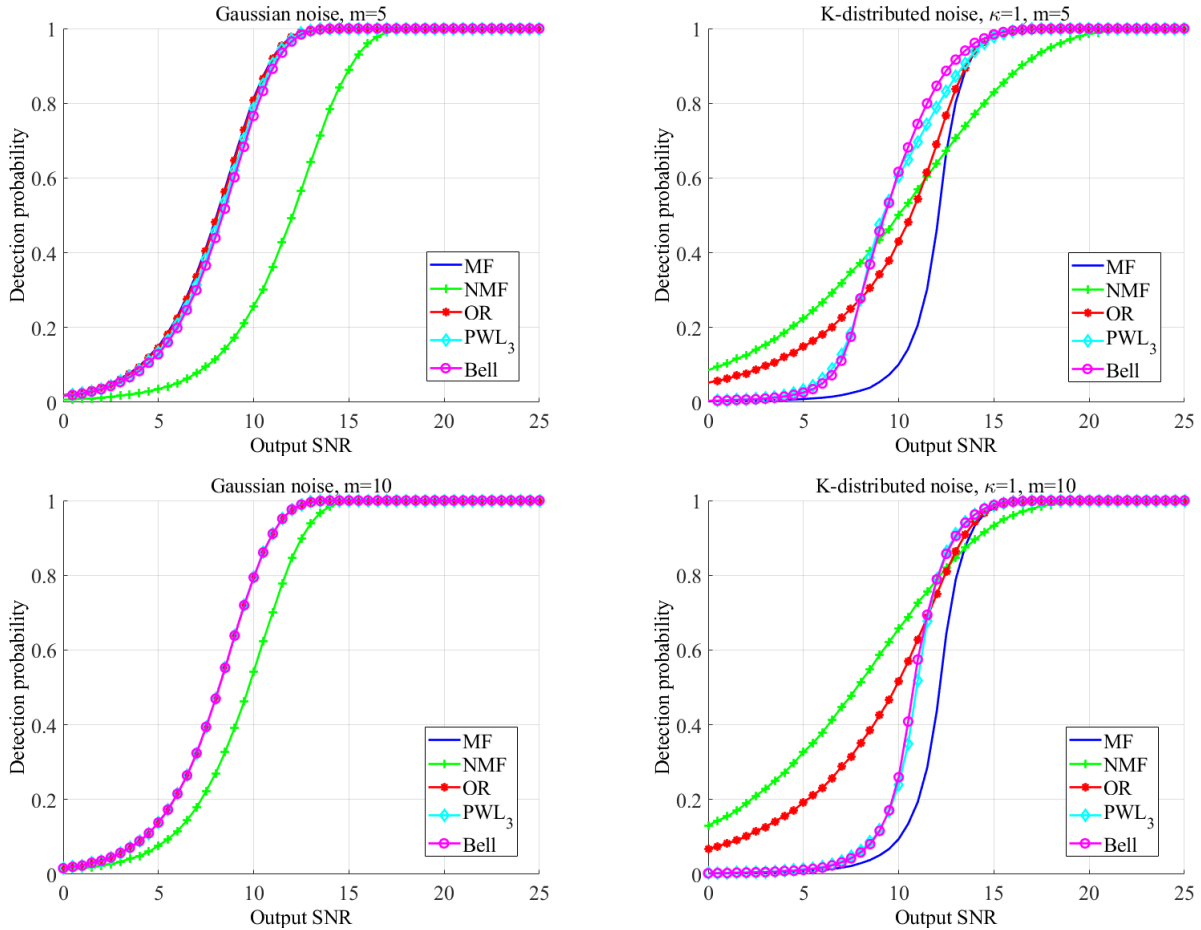 Gaussian noise, m=5
Detection probability
1
0.8
0.6
0.4
0.2
0
MF
NMF
OR
PWL3
Bell
0 5 10 15 20 25
Output SNR
K-distributed noise, κ=1, m=5
Detection probability
1
0.8
0.6
0.4
0.2
0
MF
NMF
OR
PWL3
Bell
0 5 10 15 20 25
Output SNR
Gaussian noise, m=10
Detection probability
1
0.8
0.6
0.4
0.2
0
MF
NMF
OR
PWL3
Bell
0 5 10 15 20 25
Output SNR
K-distributed noise, κ=1, m=10
Detection probability
1
0.8
0.6
0.4
0.2
0
MF
NMF
OR
PWL3
Bell
0 5 10 15 20 25
Output SNR